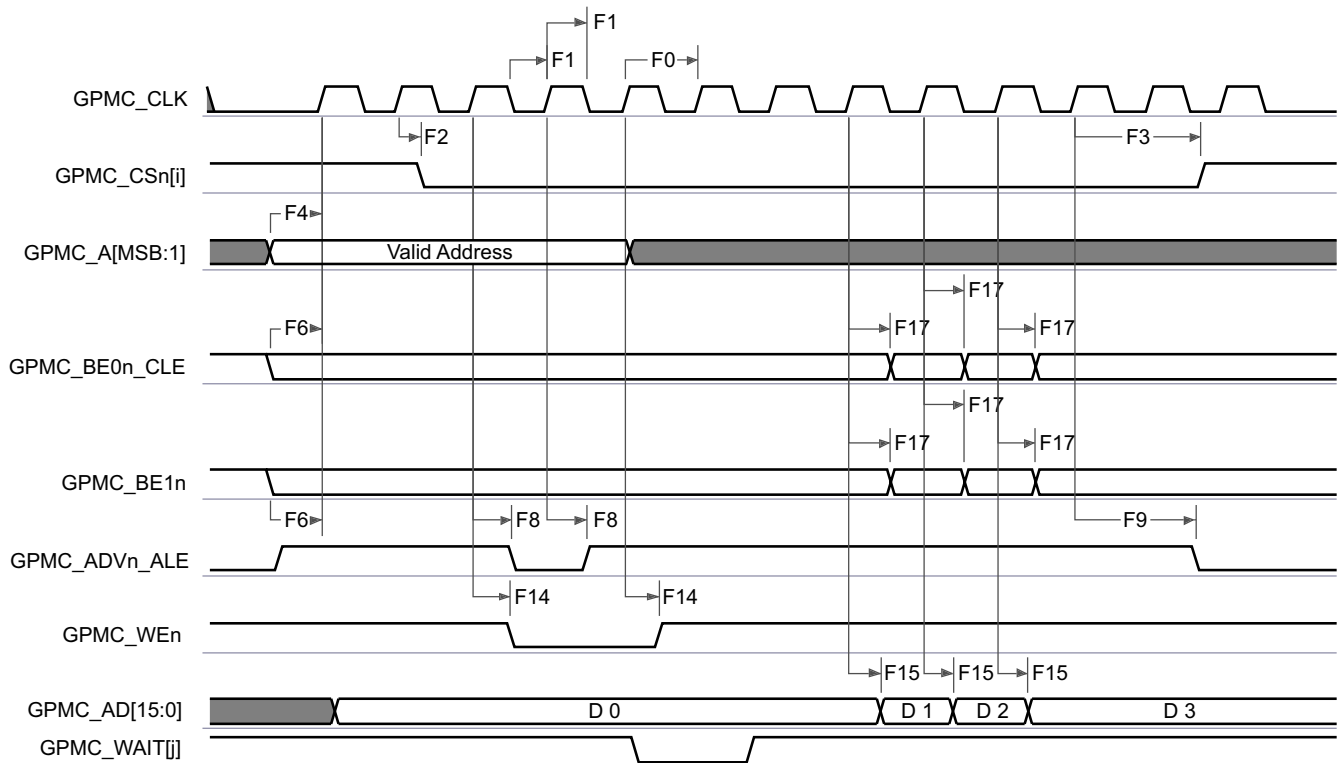 F1
F1 F0
GPMC_CLK
F2 F3
GPMC_CSn[i]
F4
GPMC_A[MSB:1] Valid Address
F17
F6 F17 F17
GPMC_BE0n_CLE
F17
F17 F17
GPMC_BE1n
F6 F8 F8 F9
GPMC_ADVn_ALE
F14 F14
GPMC_WEn
F15 F15 F15
GPMC_AD[15:0] D 0 D 1 D 2 D 3
GPMC_WAIT[j]